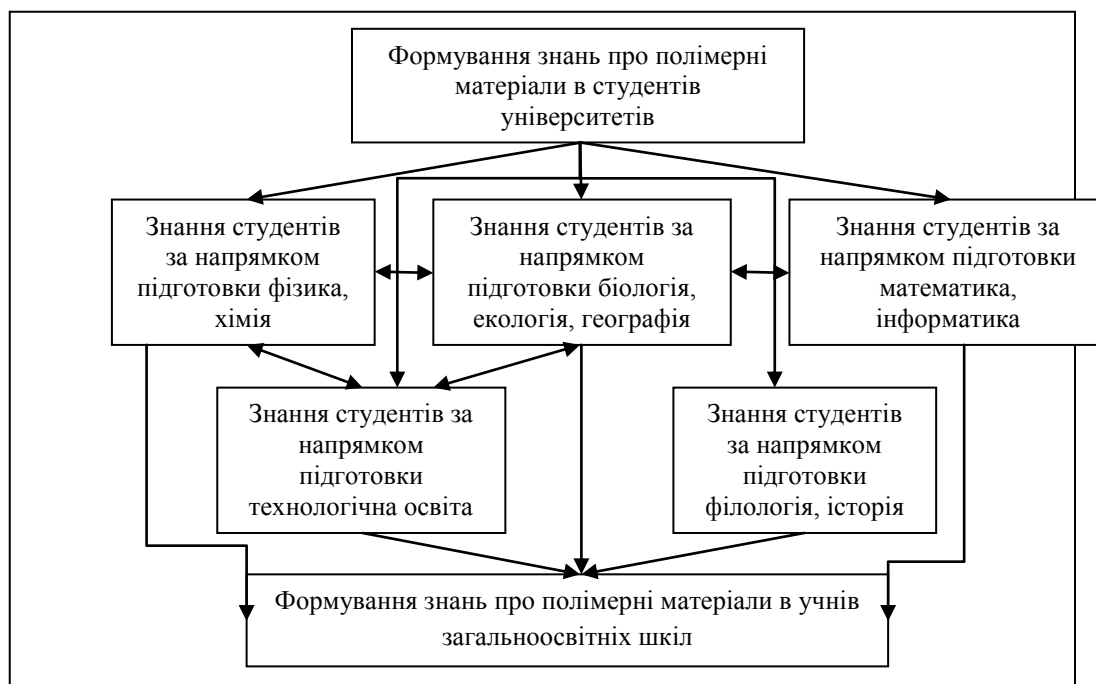 Формування знань про полімерні
матеріали в студентів
університетів
Знання студентів
за напрямком
підготовки фізика,
хімія
Знання студентів за
напрямком
підготовки біологія,
екологія, географія
Знання студентів за
напрямком підготовки
математика,
інформатика
Знання студентів за
напрямком
підготовки
технологічна освіта
Знання студентів
за напрямком
підготовки
філологія, історія
Формування знань про полімерні матеріали в учнів
загальноосвітніх шкіл